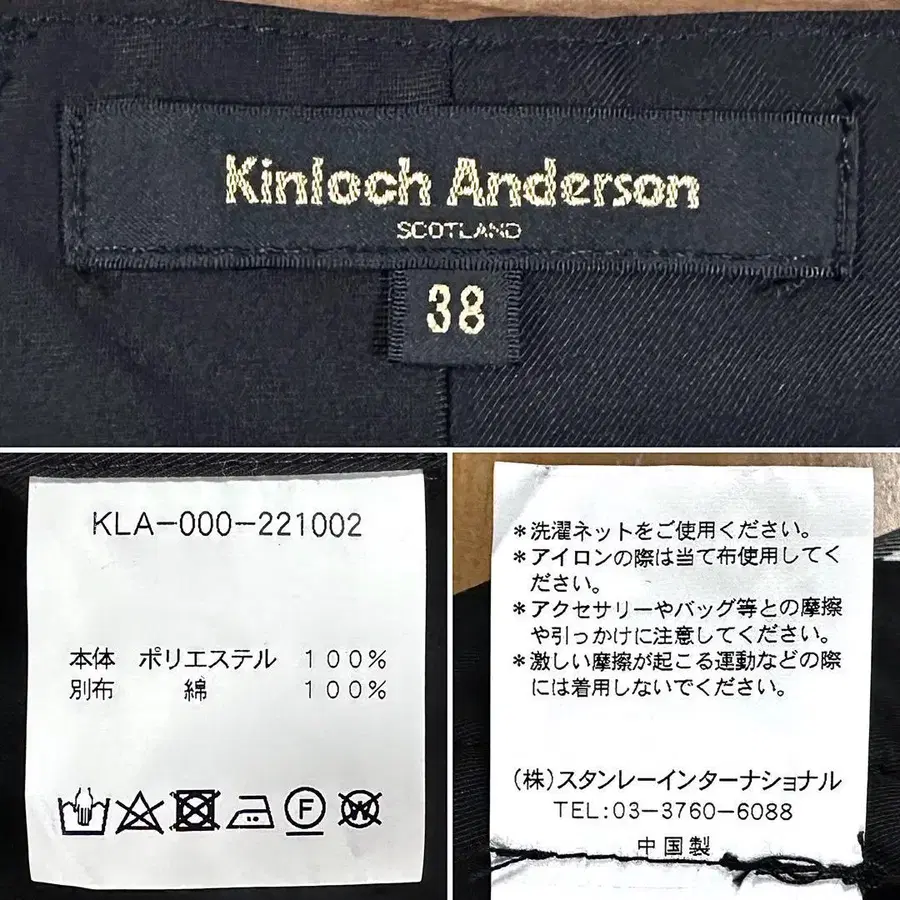 Kinloch Anderson
SCOTLAND
38
KLA-000-221002
本体 ポリエステル 100%
別布 綿 100%
F
W
*洗濯ネットをご使用ください。
*アイロンの際は当て布使用してく
ださい。
*アクセサリーやバッグ等との摩擦
や引っかけに注意してください。
*激しい摩擦が起こる運動などの際
には着用しないでください。
(株)スタンレーインターナショナル
TEL:03-3760-6088
中国製